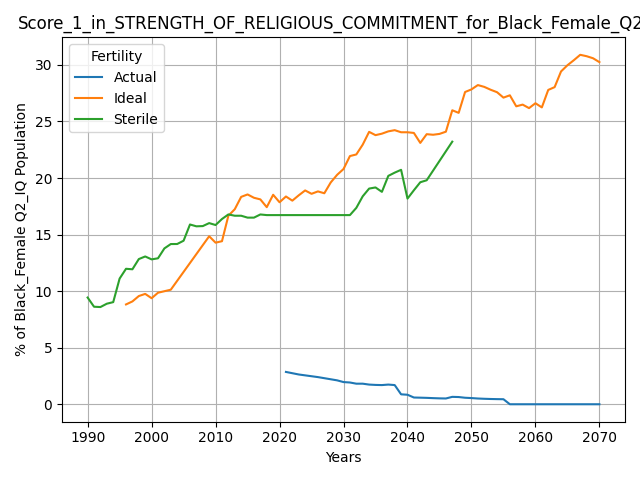 Score_1_in_STRENGTH_OF_RELIGIOUS_COMMITMENT_for_Black_Female_Q2
Fertility
Actual
Ideal
Sterile
% of Black_Female Q2_IQ Population
30
25
20
15
10
5
0
1990 2000 2010 2020 2030 2040 2050 2060 2070
Years